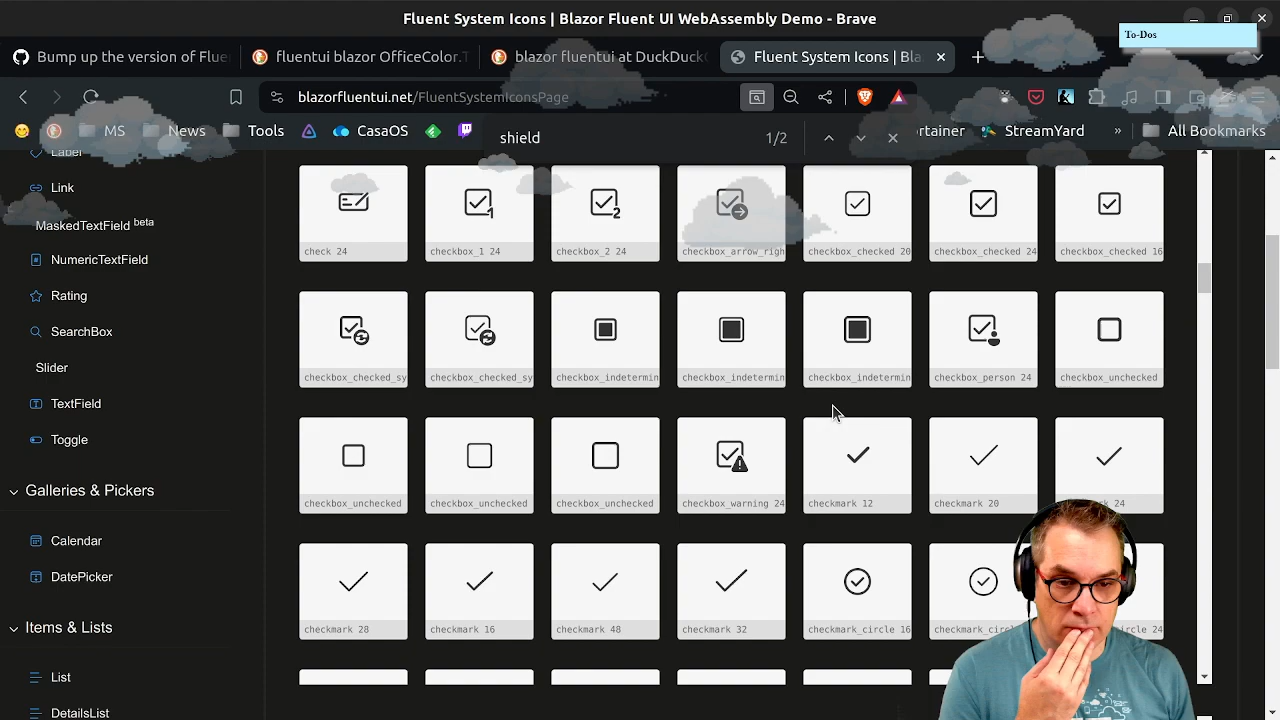 Fluent System Icons | Blazor Fluent UI WebAssembly Demo - Brave
To-Dos
Bump up the version of Flue
fluentui blazor OfficeColor.T
blazor fluentui at DuckDuck
Fluent System Icons | Bla
blazorfluentui.net/FluentSystemIconsPage
MS
News
Tools
CasaOS
rtainer
StreamYard
»
All Bookmarks
shield
1/2
Label
Link
MaskedTextField beta
NumericTextField
Rating
SearchBox
Slider
TextField
Toggle
Galleries & Pickers
Calendar
DatePicker
Items & Lists
List
DetailsList
check 24
checkbox_1 24
checkbox_2 24
checkbox_arrow_righ
checkbox_checked 20
checkbox_checked 24
checkbox_checked 16
checkbox_checked_sy
checkbox_checked_sy
checkbox_indetermin
checkbox_indetermin
checkbox_indetermin
checkbox_person 24
checkbox_unchecked
checkbox_unchecked
checkbox_unchecked
checkbox_unchecked
checkbox_warning 24
checkmark 12
checkmark 20
24
checkmark 28
checkmark 16
checkmark 48
checkmark 32
checkmark_circle 16
checkmark_circ
ircle 24